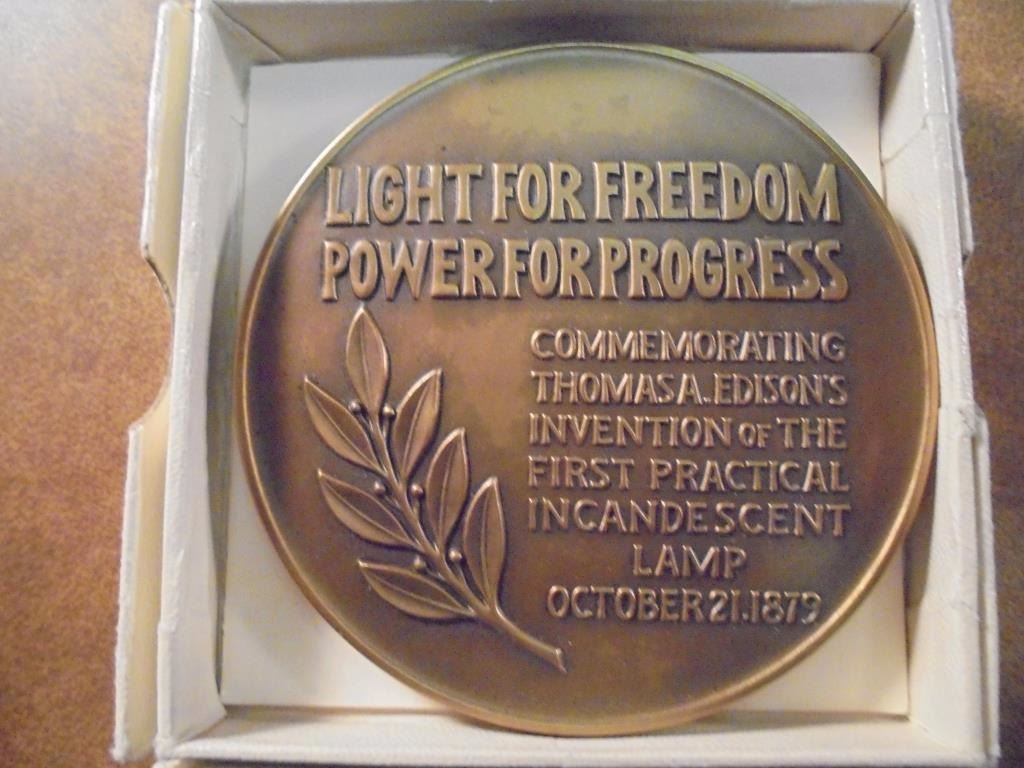 LIGHT FOR FREEDOM
POWER FOR PROGRESS
COMMEMORATING
THOMAS A. EDISON'S
INVENTION OF THE
FIRST PRACTICAL
INCANDESCENT
LAMP
OCTOBER 21.1879